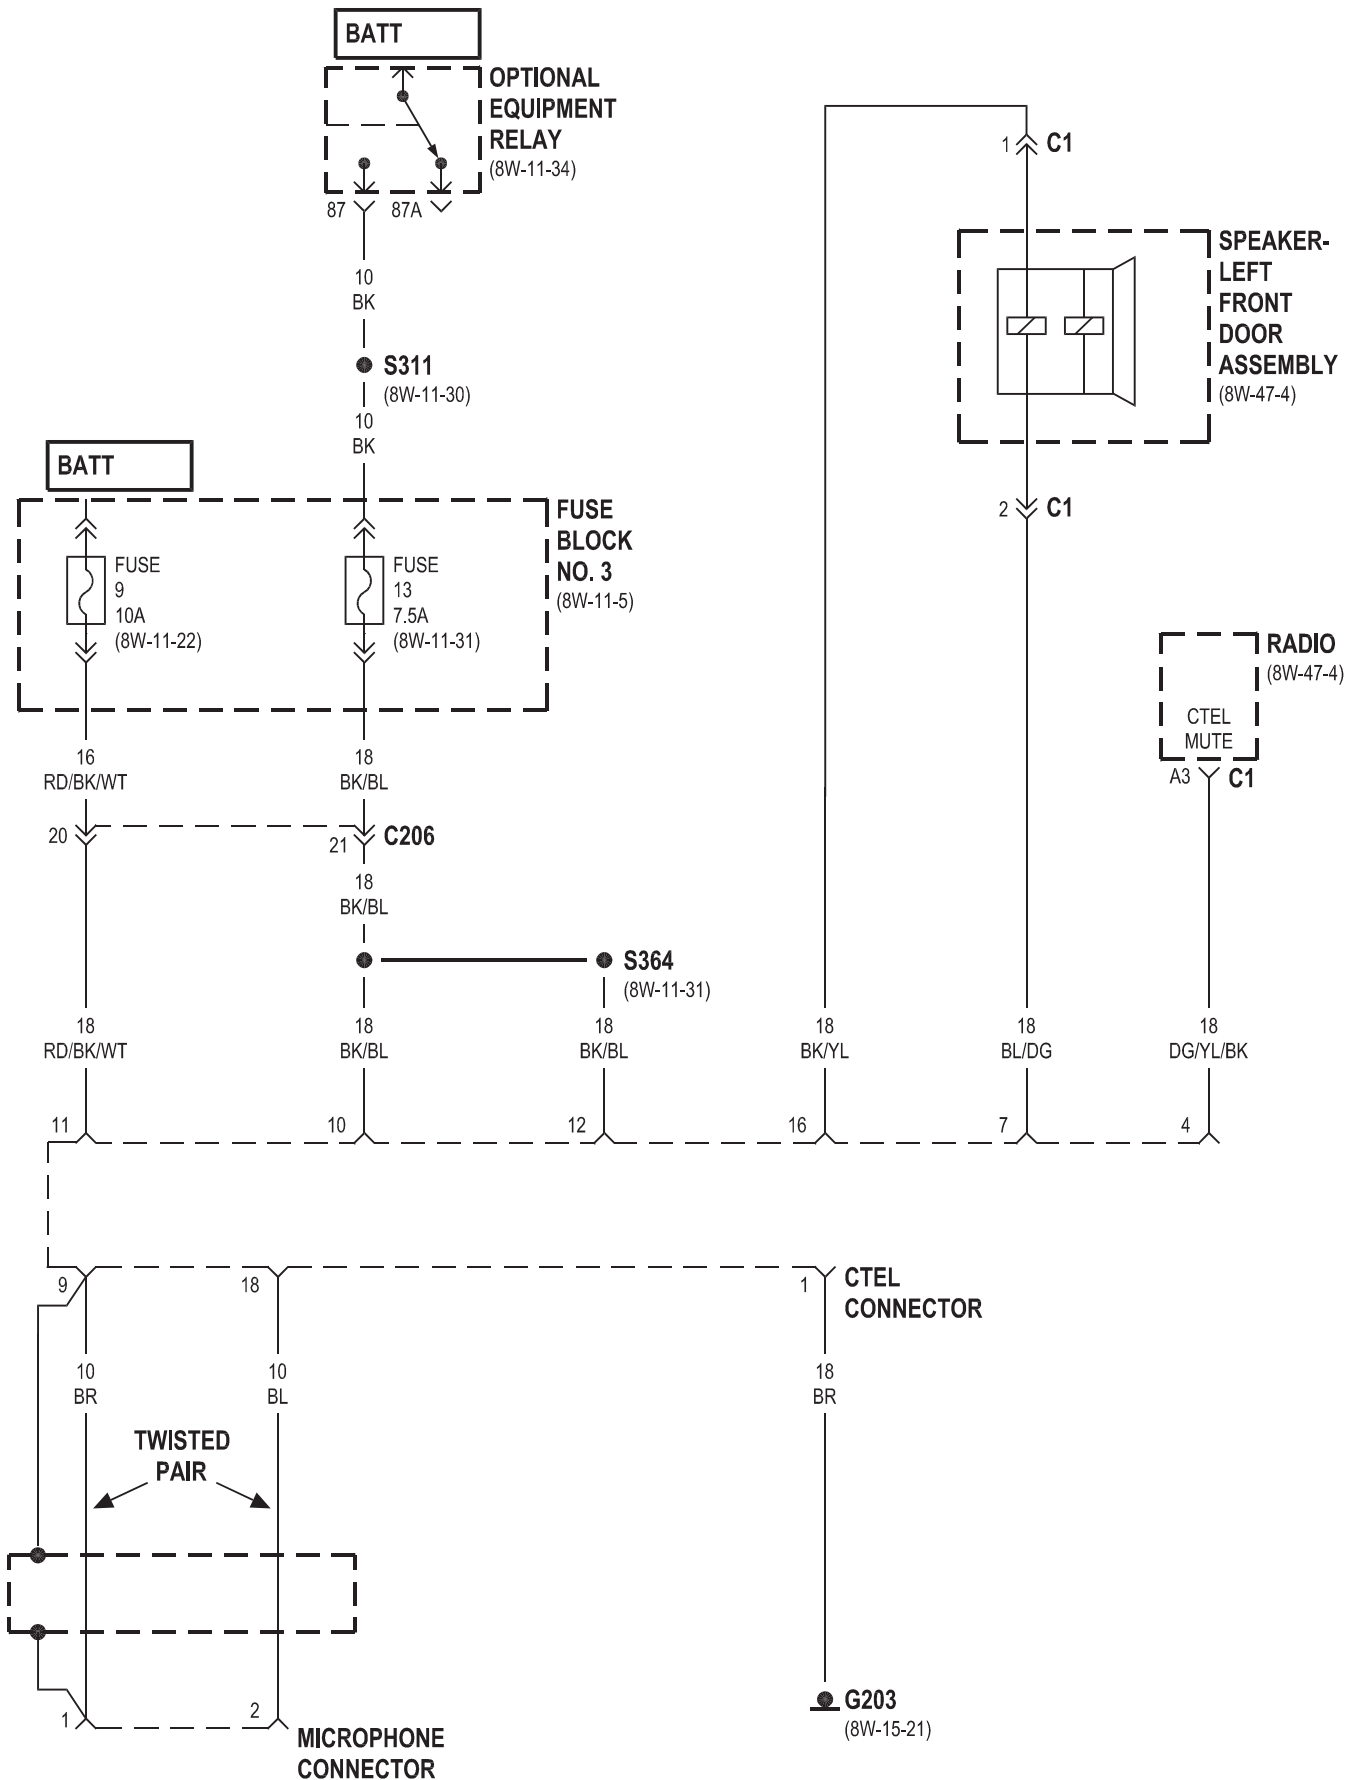 BATT
OPTIONAL
EQUIPMENT
RELAY
(8W-11-34)
87
87A
10
BK
S311
(8W-11-30)
10
BK
BATT
FUSE
BLOCK
NO. 3
(8W-11-5)
FUSE
9
10A
(8W-11-22)
FUSE
13
7.5A
(8W-11-31)
16
RD/BK/WT
18
BK/BL
20
21
C206
18
BK/BL
S364
(8W-11-31)
1
C1
SPEAKER-
LEFT
FRONT
DOOR
ASSEMBLY
(8W-47-4)
2
C1
RADIO
(8W-47-4)
CTEL
MUTE
A3
C1
18
RD/BK/WT
18
BK/BL
18
BK/BL
18
BK/YL
18
BL/DG
18
DG/YL/BK
11
10
12
16
7
4
9
18
1
CTEL
CONNECTOR
10
BR
10
BL
18
BR
TWISTED
PAIR
1
2
MICROPHONE
CONNECTOR
G203
(8W-15-21)